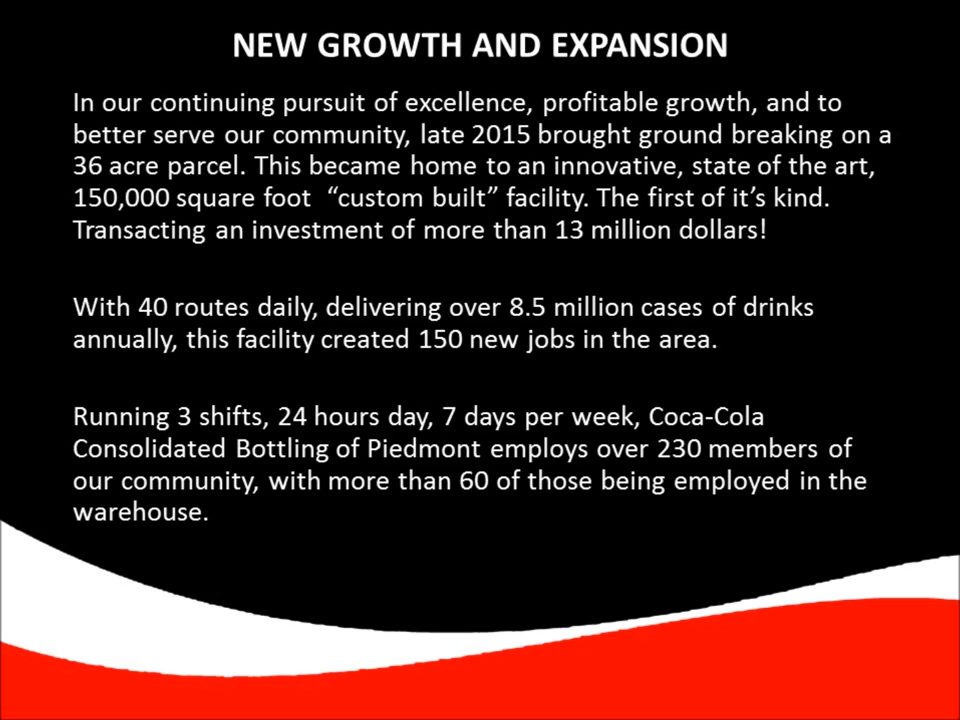 NEW GROWTH AND EXPANSION
In our continuing pursuit of excellence, profitable growth, and to
better serve our community, late 2015 brought ground breaking on a
36 acre parcel. This became home to an innovative, state of the art,
150,000 square foot  “custom built” facility. The first of it’s kind.
Transacting an investment of more than 13 million dollars!
With 40 routes daily, delivering over 8.5 million cases of drinks
annually, this facility created 150 new jobs in the area.
Running 3 shifts, 24 hours day, 7 days per week, Coca-Cola
Consolidated Bottling of Piedmont employs over 230 members of
our community, with more than 60 of those being employed in the
warehouse.